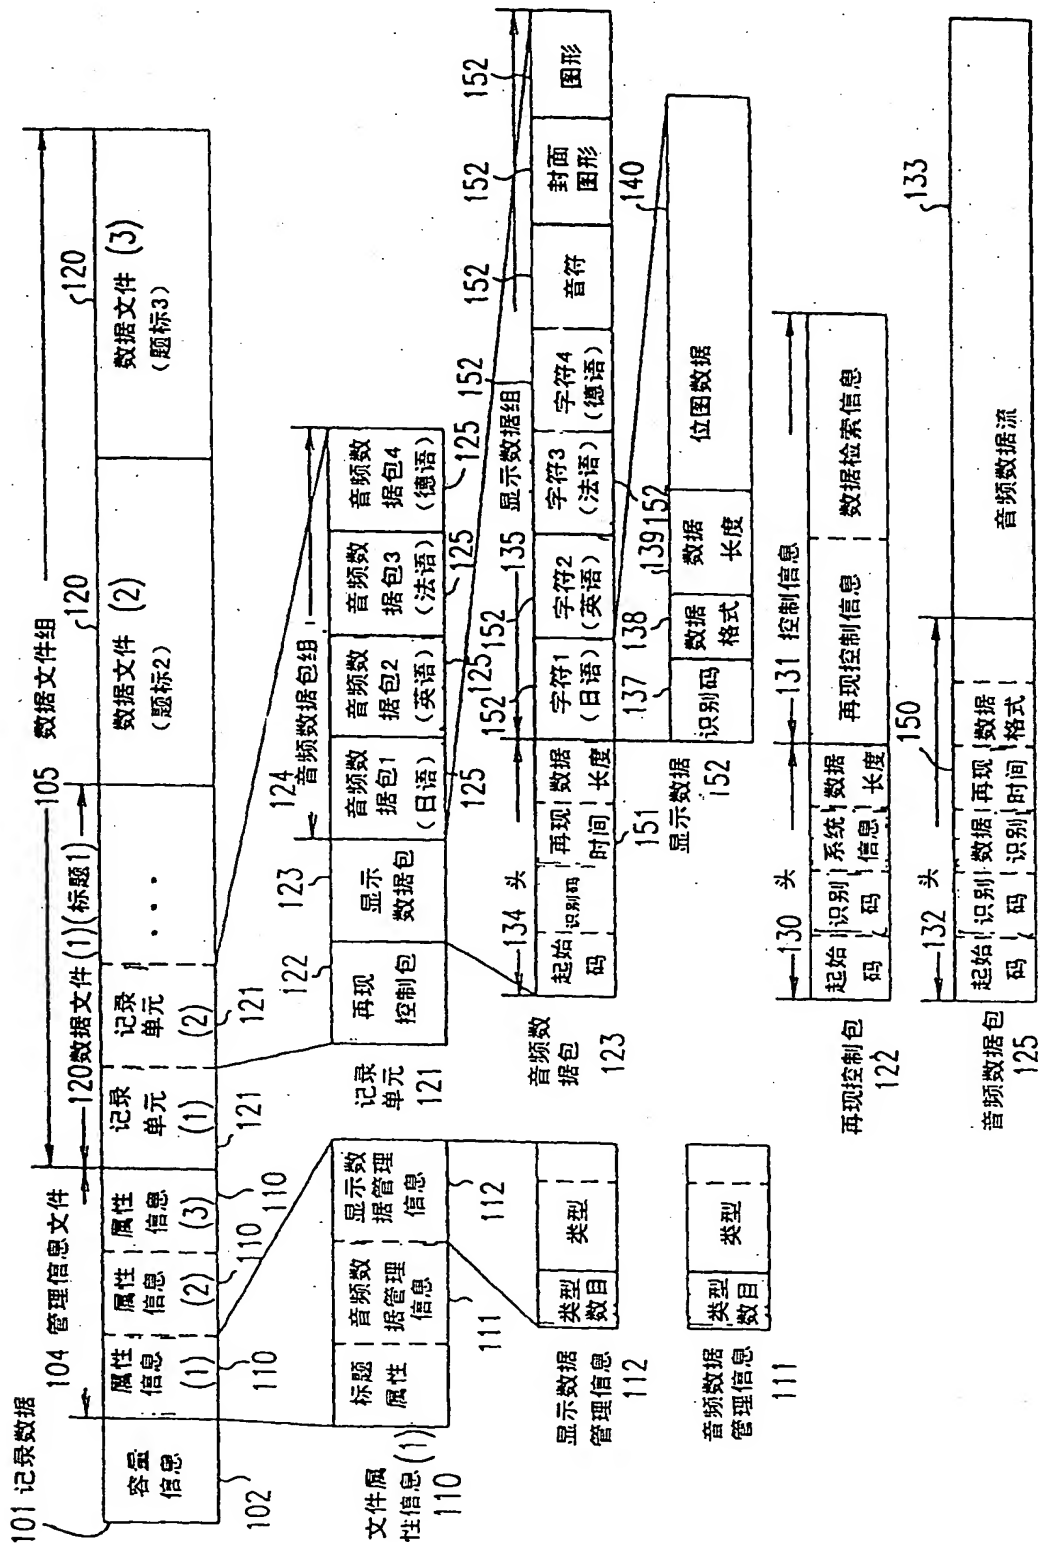 101 记录数据
104 管理信息文件
105 数据文件组
120 数据文件 (1)(标题1)
120
120
容量
信息
属性
信息
(1)
属性
信息
(2)
属性
信息
(3)
记录
单元
(1)
记录
单元
(2)
· · ·
数据文件 (2)
(题标2)
数据文件 (3)
(题标3)
102
110
110
110
121
121
文件属
性信息 (1)
110
标题
属性
音频数
据管理
信息
显示数
据管理
信息
111
112
记录
单元
121
122
123
124
音频数据包组
再现
控制包
显示
数据包
音频数
据包1
(日语)
音频数
据包2
(英语)
音频数
据包3
(法语)
音频数
据包4
(德语)
125
125
125
125
显示数据
管理信息
112
类型
数目
类型
音频数
据包
123
134 头
135 显示数据组
152
152
152
152
152
152
起始
码
识别码
再现
时间
数据
长度
字符1
(日语)
字符2
(英语)
字符3
(法语)
字符4
(德语)
音符
封面
图形
图形
151
152
显示数据
152
137
138
139
140
识别码
数据
格式
数据
长度
位图数据
音频数据
管理信息
111
类型
数目
类型
再现控制包
122
130 头
131 控制信息
起始
码
识别
码
系统
信息
数据
长度
再现控制信息
数据检索信息
音频数据包
125
132 头
150
133
起始
码
识别
码
数据
识别
再现
时间
数据
格式
音频数据流